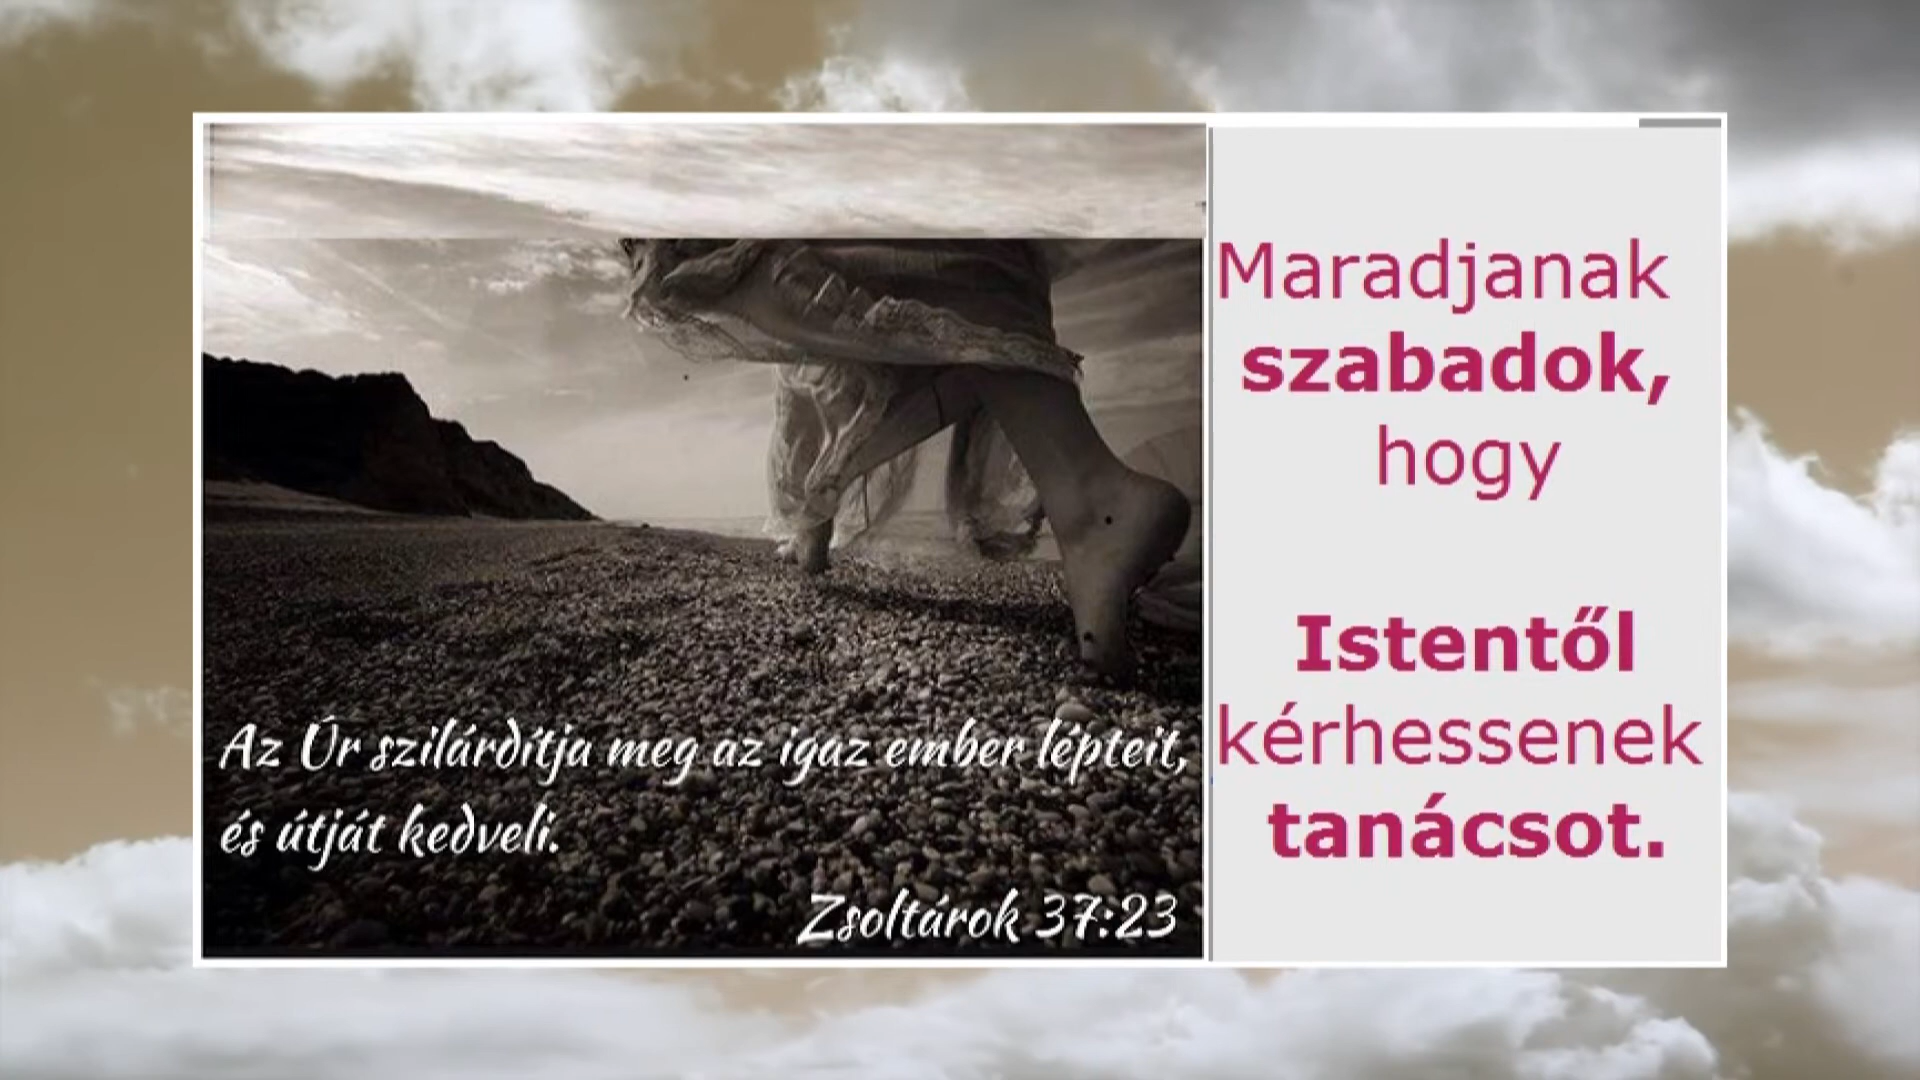 Az Úr szilárdítja meg az igaz ember lépteit,
és útját kedveli.
Zsoltárok 37:23
Maradjanak
szabadok,
hogy
Istentől
kérhessenek
tanácsot.